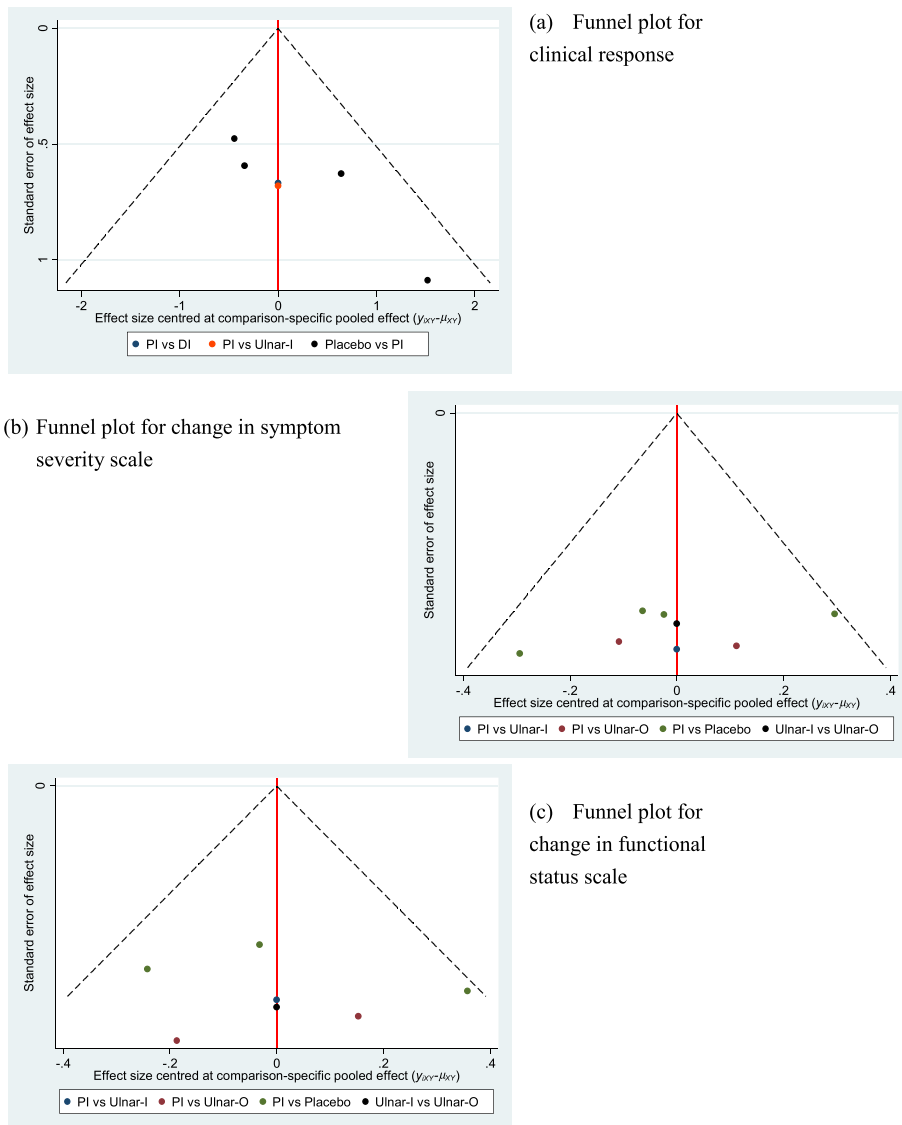 (a) Funnel plot for
clinical response
Standard error of effect size
0
.5
1
-2 -1 0 1 2
Effect size centred at comparison-specific pooled effect (yiXY-μXY)
PI vs DI PI vs Ulnar-I Placebo vs PI
(b) Funnel plot for change in symptom
severity scale
Standard error of effect size
0
-.4 -.2 0 .2 .4
Effect size centred at comparison-specific pooled effect (yiXY-μXY)
PI vs Ulnar-I PI vs Ulnar-O PI vs Placebo Ulnar-I vs Ulnar-O
(c) Funnel plot for
change in functional
status scale
Standard error of effect size
0
-.4 -.2 0 .2 .4
Effect size centred at comparison-specific pooled effect (yiXY-μXY)
PI vs Ulnar-I PI vs Ulnar-O PI vs Placebo Ulnar-I vs Ulnar-O